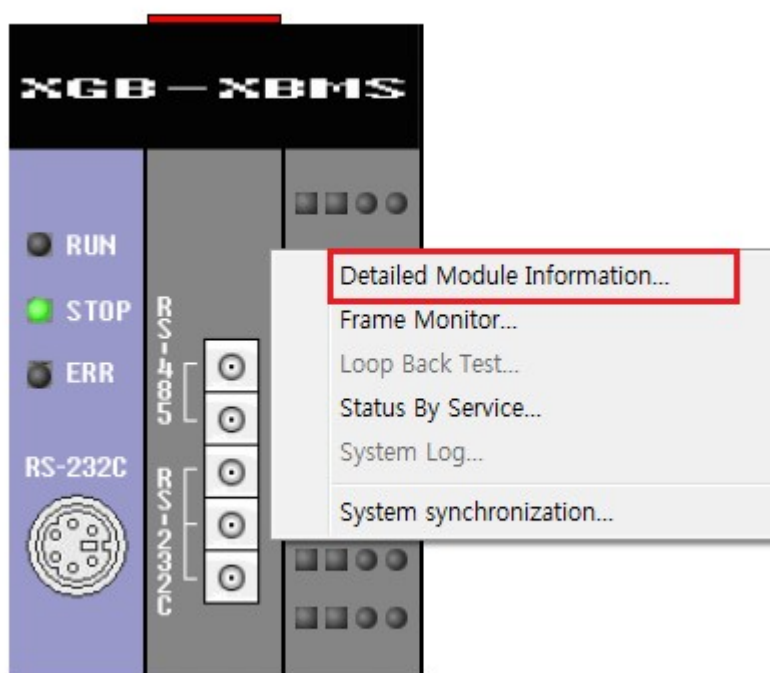 XGB-XBMS
RUN
STOP
ERR
RS-232C
RS-485
RS-232C
Detailed Module Information...
Frame Monitor...
Loop Back Test...
Status By Service...
System Log...
System synchronization...